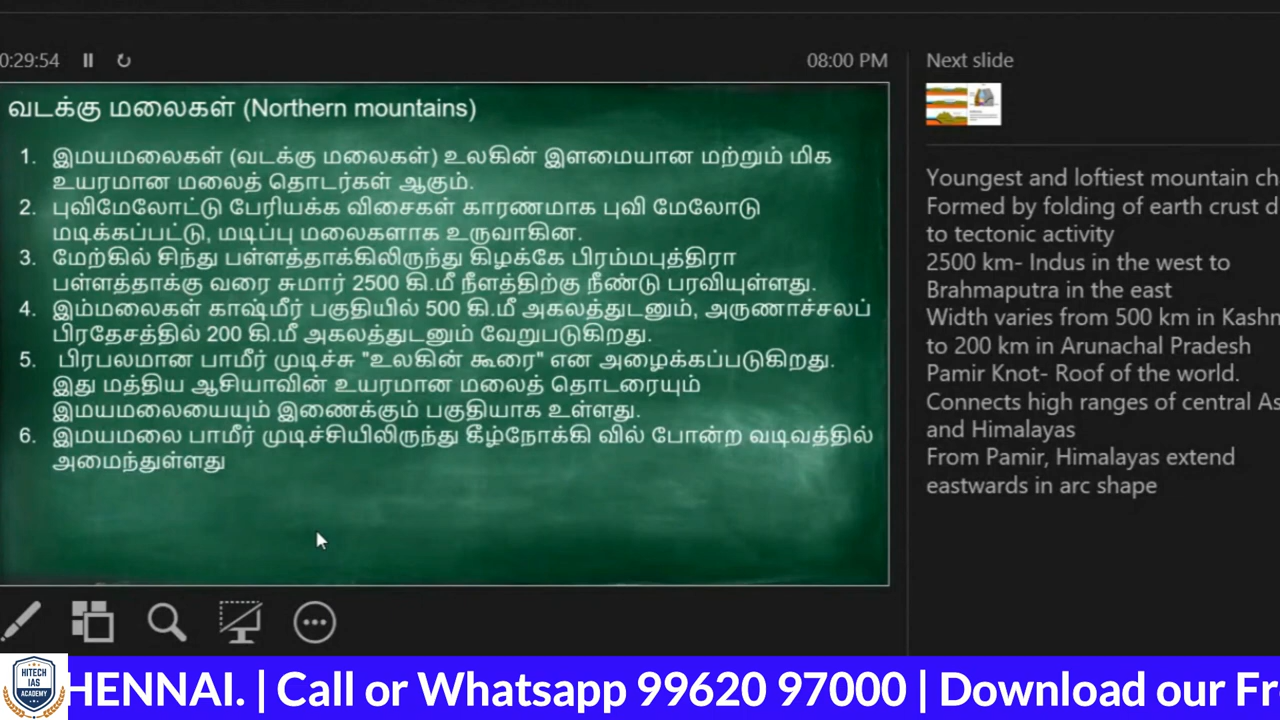 0:29:54
08:00 PM
வடக்கு மலைகள் (Northern mountains)
1. இமயமலைகள் (வடக்கு மலைகள்) உலகின் இளமையான மற்றும் மிக
உயரமான மலைத் தொடர்கள் ஆகும்.
2. புவிமேலோட்டு பேரியக்க விசைகள் காரணமாக புவி மேலோடு
மடிக்கப்பட்டு, மடிப்பு மலைகளாக உருவாகின.
3. மேற்கில் சிந்து பள்ளத்தாக்கிலிருந்து கிழக்கே பிரம்மபுத்திரா
பள்ளத்தாக்கு வரை சுமார் 2500 கி.மீ நீளத்திற்கு நீண்டு பரவியுள்ளது.
4. இம்மலைகள் காஷ்மீர் பகுதியில் 500 கி.மீ அகலத்துடனும், அருணாச்சலப்
பிரதேசத்தில் 200 கி.மீ அகலத்துடனும் வேறுபடுகிறது.
5. பிரபலமான பாமீர் முடிச்சு "உலகின் கூரை" என அழைக்கப்படுகிறது.
இது மத்திய ஆசியாவின் உயரமான மலைத் தொடரையும்
இமயமலையையும் இணைக்கும் பகுதியாக உள்ளது.
6. இமயமலை பாமீர் முடிச்சியிலிருந்து கீழ்நோக்கி வில் போன்ற வடிவத்தில்
அமைந்துள்ளது
Next slide
Youngest and loftiest mountain ch
Formed by folding of earth crust d
to tectonic activity
2500 km- Indus in the west to
Brahmaputra in the east
Width varies from 500 km in Kashm
to 200 km in Arunachal Pradesh
Pamir Knot- Roof of the world.
Connects high ranges of central As
and Himalayas
From Pamir, Himalayas extend
eastwards in arc shape
HITECH
IAS
ACADEMY
HENNAI. | Call or Whatsapp 99620 97000 | Download our Fr